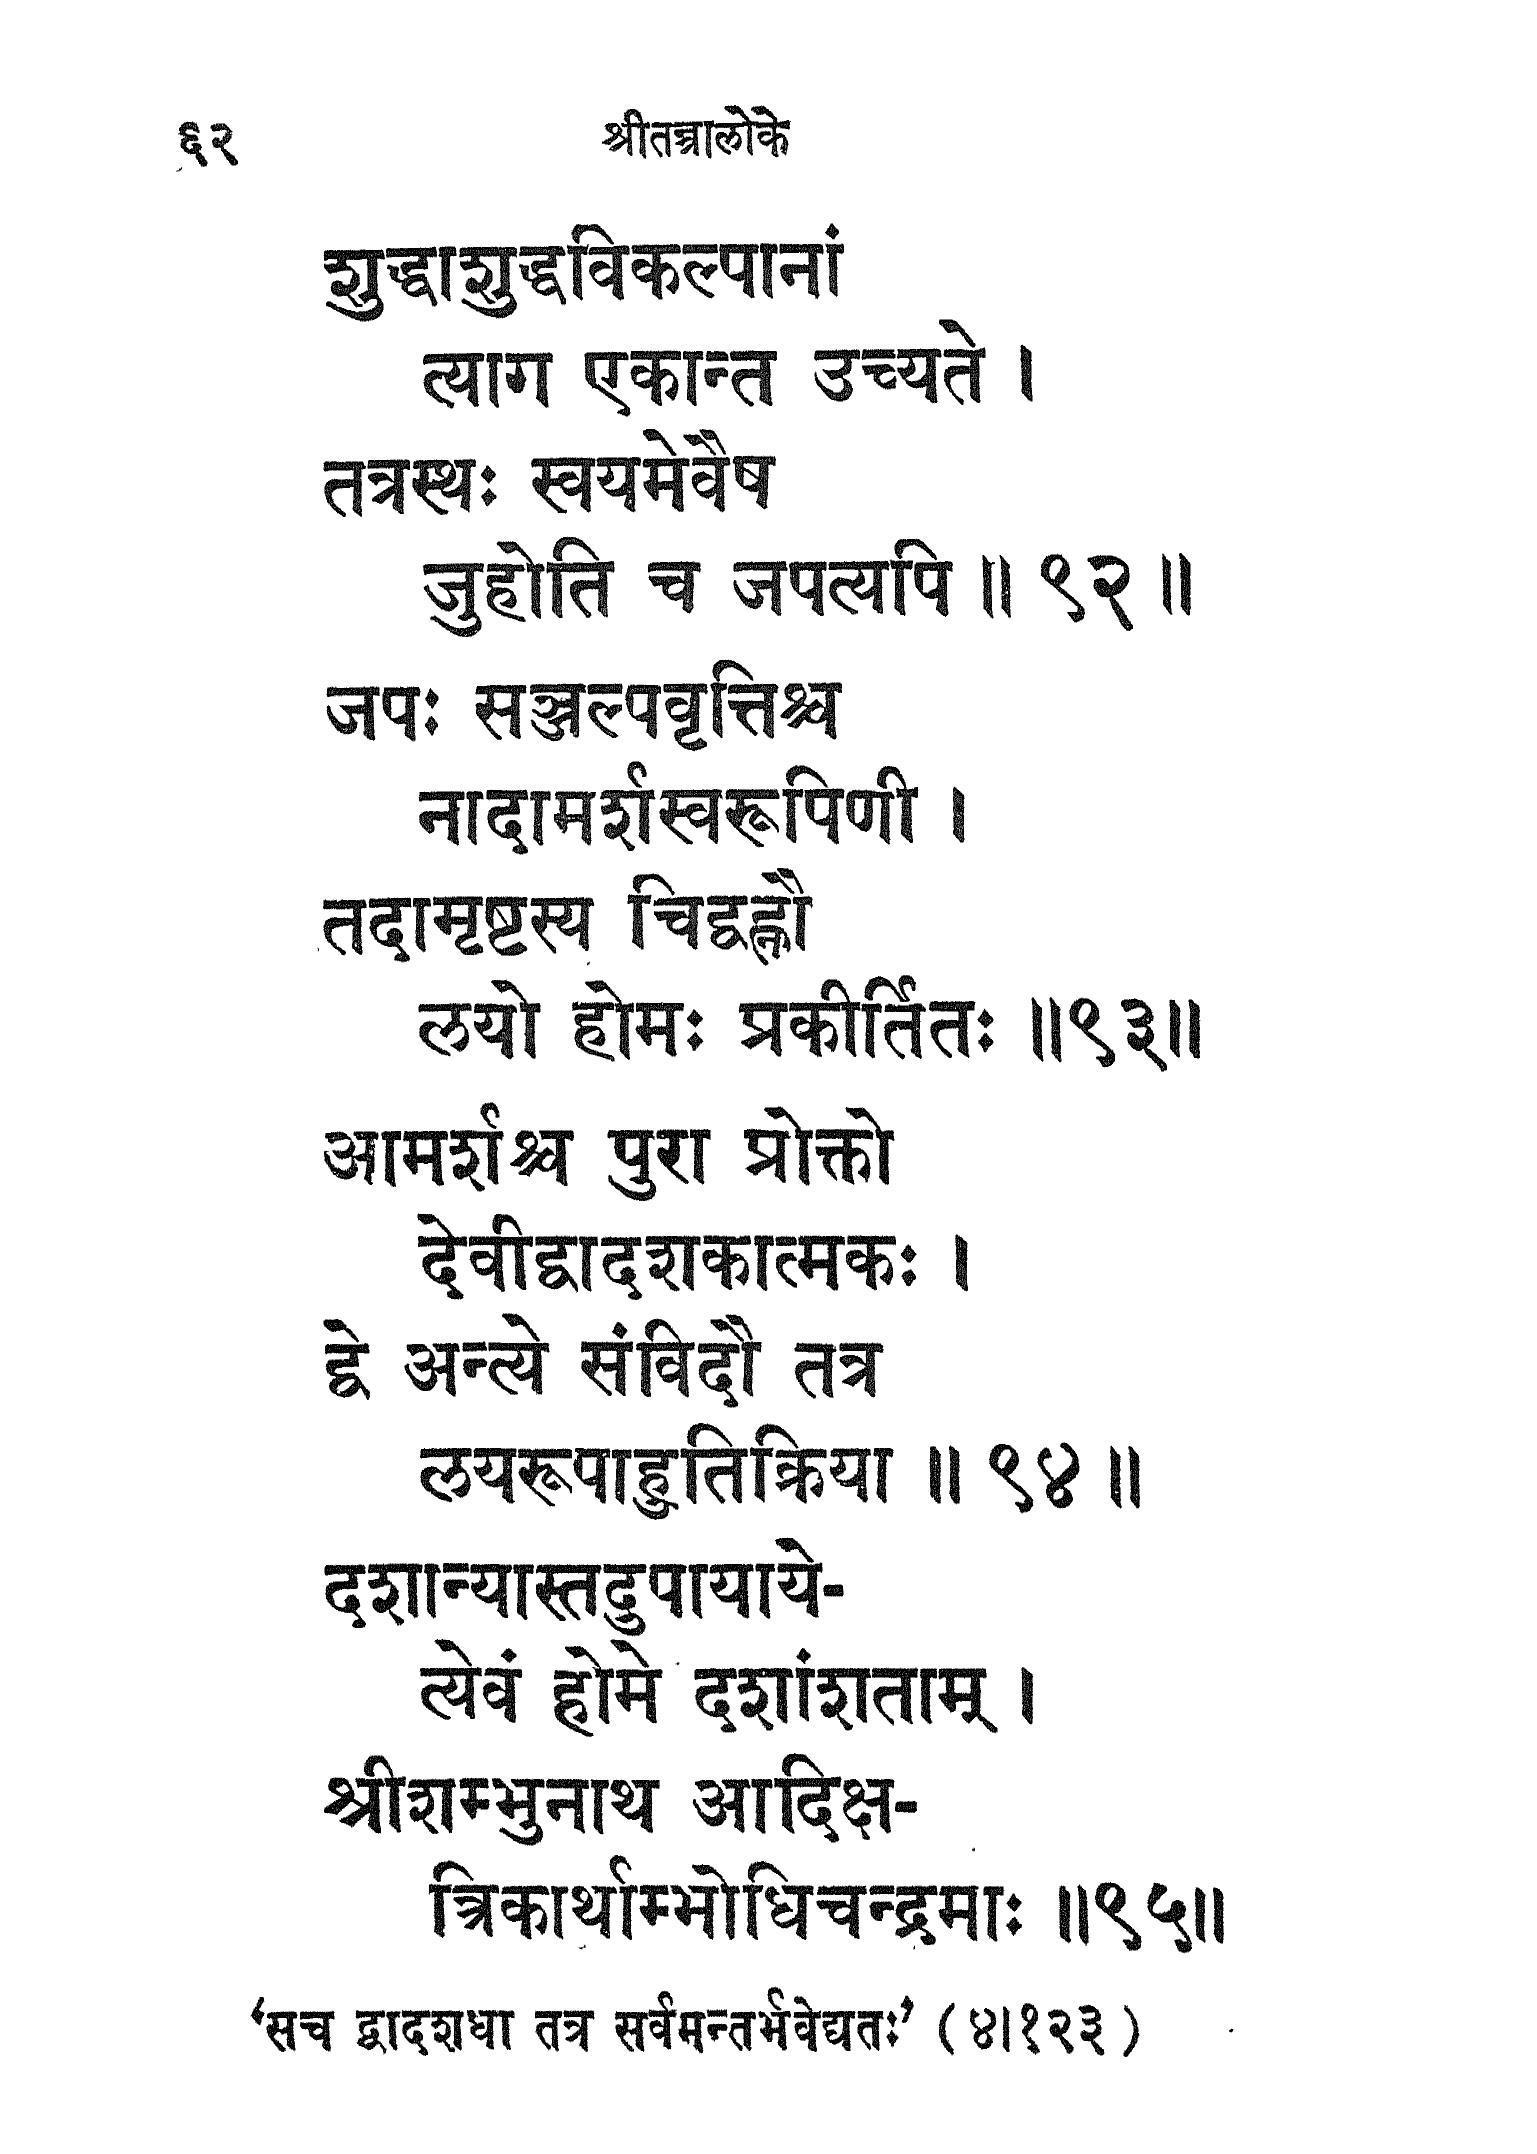 ६२ श्रीतन्त्रालोके
शुद्धाशुद्धविकल्पानां
त्याग एकान्त उच्यते ।
तत्रस्थः स्वयमेवैष
जुहोति च जपत्यपि ॥ ९२ ॥
जपः सञ्जल्पवृत्तिश्च
नादामर्शस्वरूपिणी ।
तदामृष्टस्य चिद्वह्नौ
लयो होमः प्रकीर्तितः ॥९३॥
आमर्शश्च पुरा प्रोक्तो
देवीद्वादशकात्मकः ।
द्वे अन्त्ये संविदौ तत्र
लयरूपाहुतिक्रिया ॥ ९४ ॥
दशान्यास्तदुपायाये-
त्येवं होमे दशांशताम् ।
श्रीशम्भुनाथ आदिक्ष-
त्त्रिकार्थाम्भोधिचन्द्रमाः ॥९५॥
‘सच द्वादशधा तत्र सर्वमन्तर्भवेद्यतः’ (४।१२३)